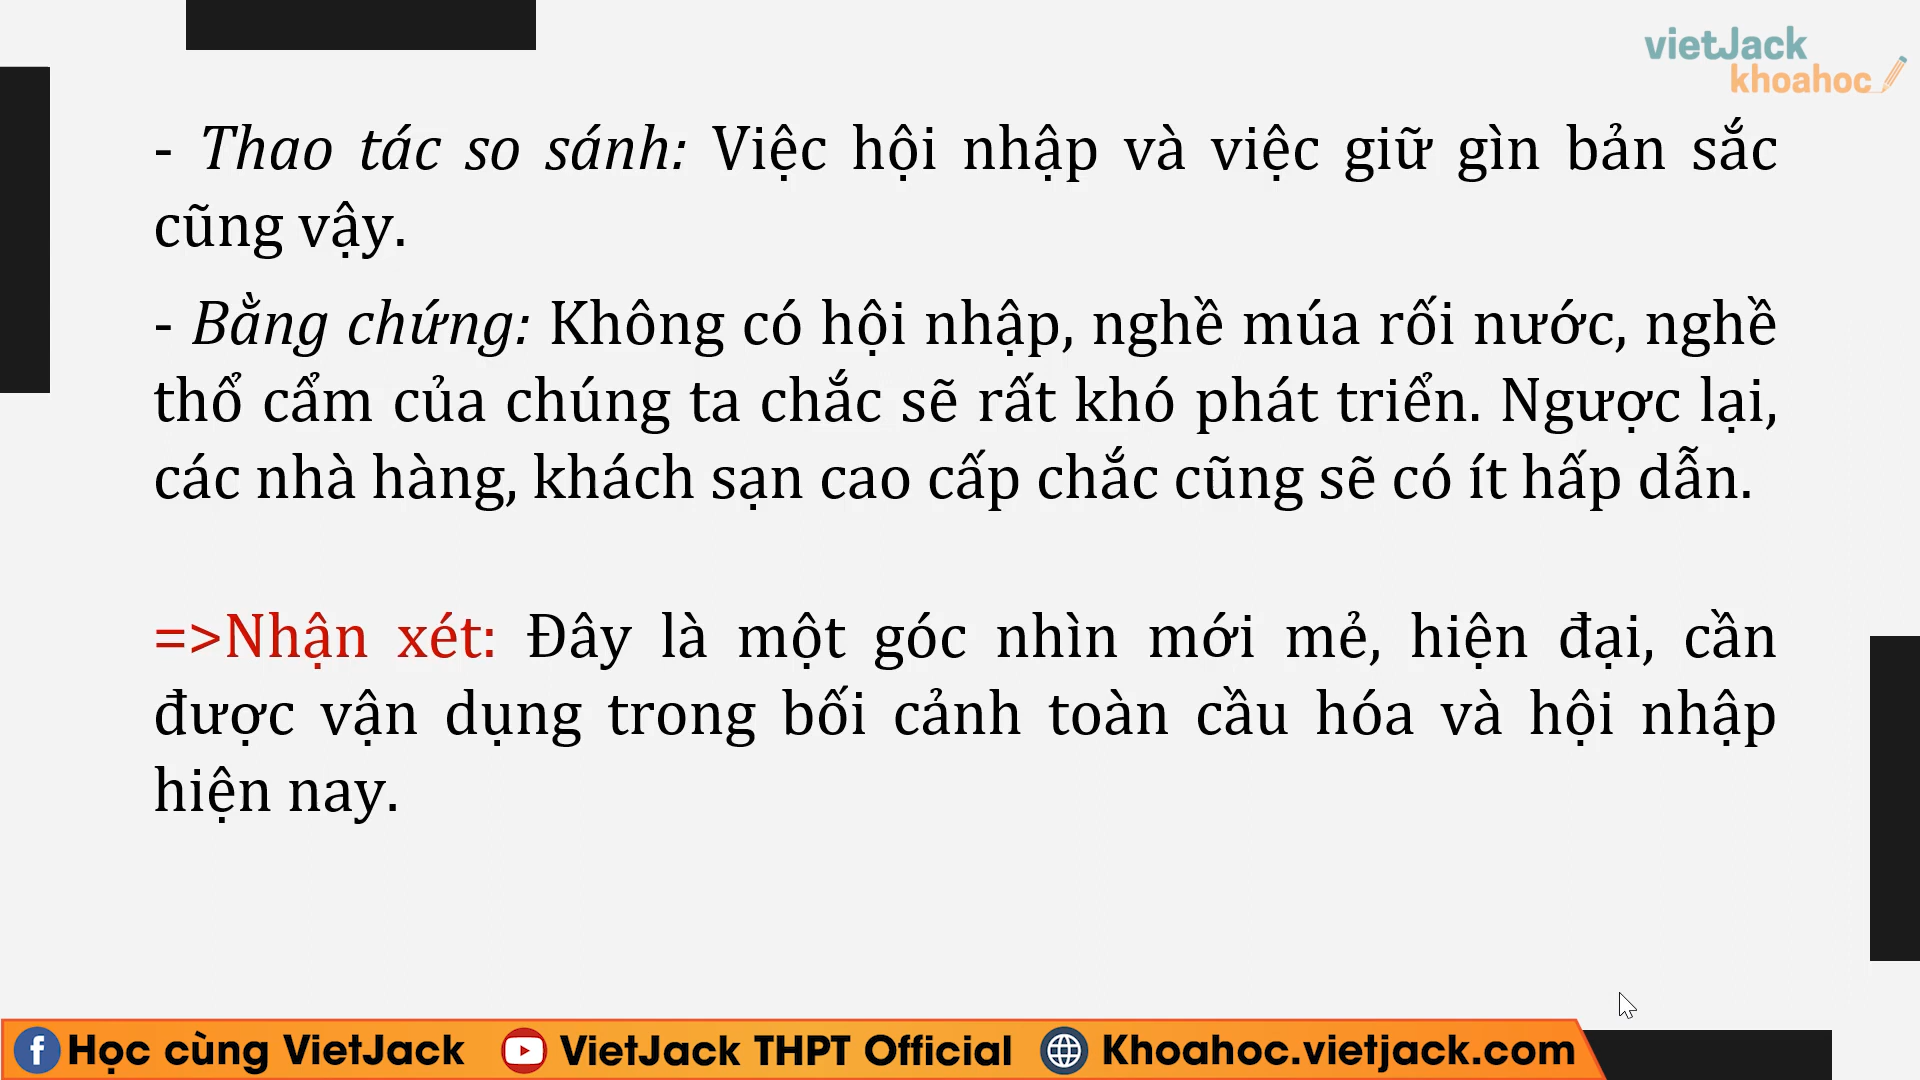 vietJack
khoahoc
- Thao tác so sánh: Việc hội nhập và việc giữ gìn bản sắc
cũng vậy.
- Bằng chứng: Không có hội nhập, nghề múa rối nước, nghề
thổ cẩm của chúng ta chắc sẽ rất khó phát triển. Ngược lại,
các nhà hàng, khách sạn cao cấp chắc cũng sẽ có ít hấp dẫn.
=>Nhận xét: Đây là một góc nhìn mới mẻ, hiện đại, cần
được vận dụng trong bối cảnh toàn cầu hóa và hội nhập
hiện nay.
Học cùng VietJack VietJack THPT Official Khoahoc.vietjack.com